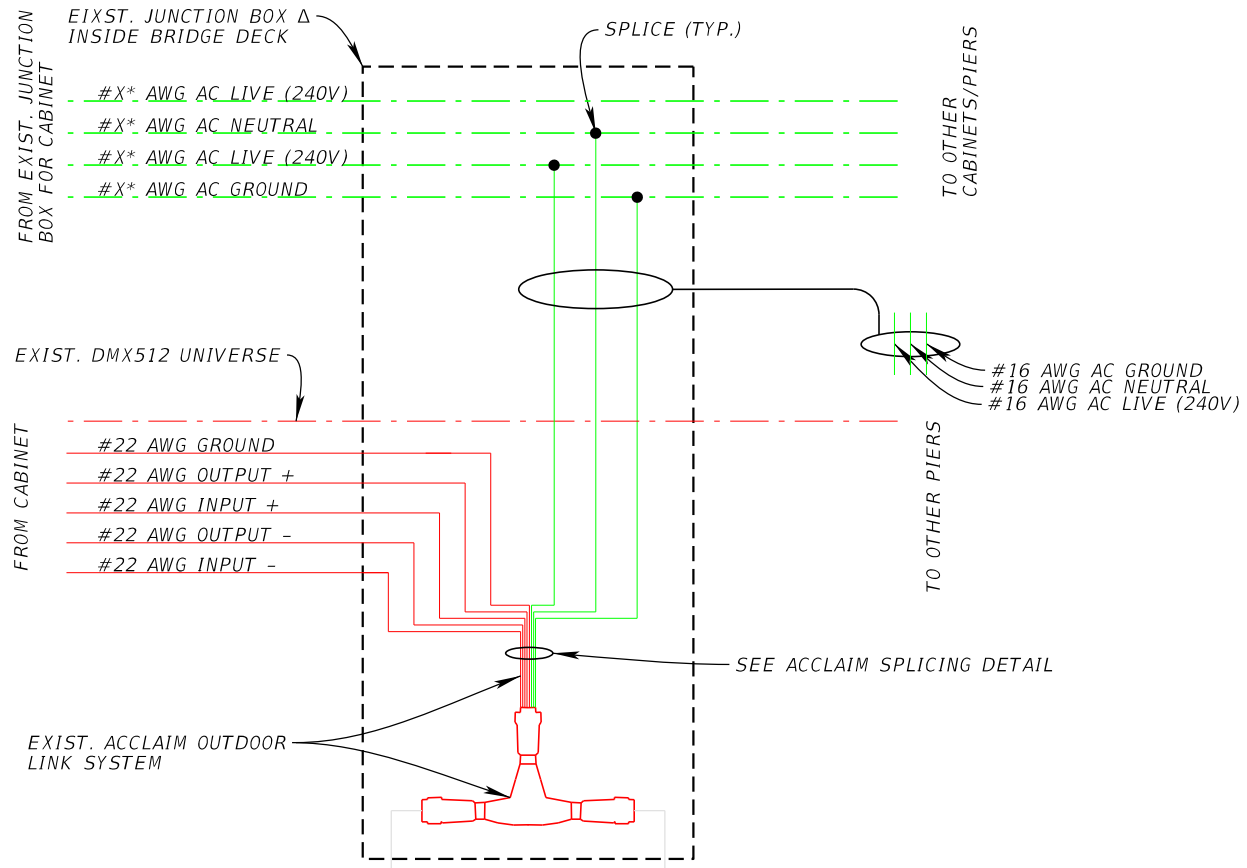 EIXST. JUNCTION BOX Δ
INSIDE BRIDGE DECK
SPLICE (TYP.)
FROM EXIST. JUNCTION
BOX FOR CABINET
#X* AWG AC LIVE (240V)
#X* AWG AC NEUTRAL
#X* AWG AC LIVE (240V)
#X* AWG AC GROUND
TO OTHER
CABINETS/PIERS
EXIST. DMX512 UNIVERSE
#16 AWG AC GROUND
#16 AWG AC NEUTRAL
#16 AWG AC LIVE (240V)
FROM CABINET
#22 AWG GROUND
#22 AWG OUTPUT +
#22 AWG INPUT +
#22 AWG OUTPUT -
#22 AWG INPUT -
TO OTHER PIERS
SEE ACCLAIM SPLICING DETAIL
EXIST. ACCLAIM OUTDOOR
LINK SYSTEM